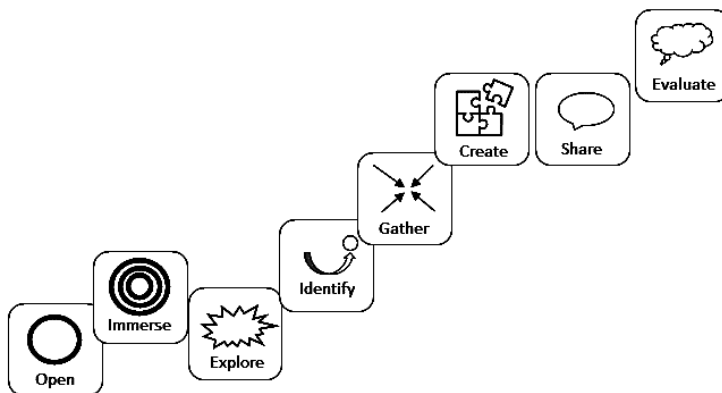 Open
Immerse
Explore
Identify
Gather
Create
Share
Evaluate